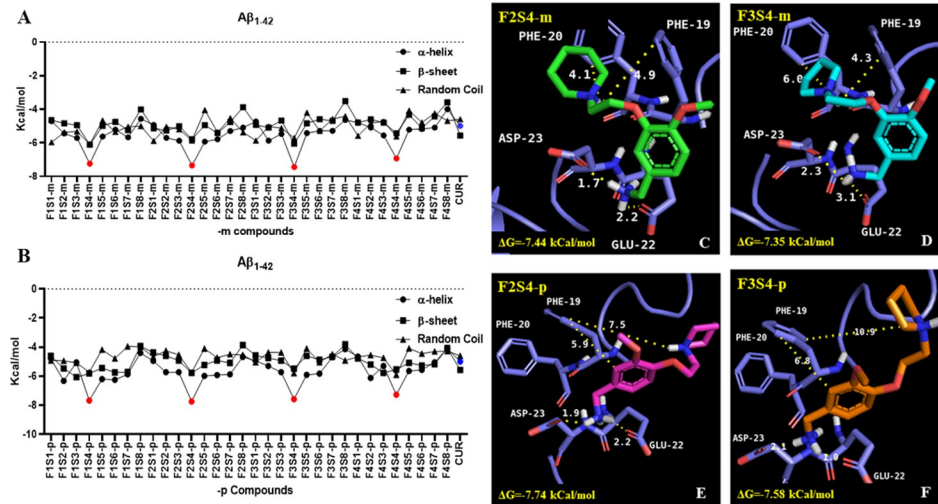 A
Aβ1-42
0
-2
-4
-6
-8
Kcal/mol
α-helix
β-sheet
Random Coil
F1S1-m
F1S2-m
F1S3-m
F1S4-m
F1S5-m
F1S6-m
F1S7-m
F1S8-m
F2S1-m
F2S2-m
F2S3-m
F2S4-m
F2S5-m
F2S6-m
F2S7-m
F2S8-m
F3S1-m
F3S2-m
F3S3-m
F3S4-m
F3S5-m
F3S6-m
F3S7-m
F3S8-m
F4S1-m
F4S2-m
F4S3-m
F4S4-m
F4S5-m
F4S6-m
F4S7-m
F4S8-m
CUR
-m compounds
B
Aβ1-42
0
-2
-4
-6
-8
-10
Kcal/mol
α-helix
β-sheet
Random Coil
F1S1-p
F1S2-p
F1S3-p
F1S4-p
F1S5-p
F1S6-p
F1S7-p
F1S8-p
F2S1-p
F2S2-p
F2S3-p
F2S4-p
F2S5-p
F2S6-p
F2S7-p
F2S8-p
F3S1-p
F3S2-p
F3S3-p
F3S4-p
F3S5-p
F3S6-p
F3S7-p
F3S8-p
F4S1-p
F4S2-p
F4S3-p
F4S4-p
F4S5-p
F4S6-p
F4S7-p
F4S8-p
CUR
-p Compounds
F2S4-m
PHE-19
PHE-20
4.1
4.9
ASP-23
1.7
2.2
GLU-22
ΔG=-7.44 kCal/mol
C
F3S4-m
PHE-20
PHE-19
6.0
4.3
ASP-23
2.3
3.1
GLU-22
ΔG=-7.35 kCal/mol
D
F2S4-p
PHE-19
7.5
PHE-20
5.9
ASP-23
1.9
2.2
GLU-22
ΔG=-7.74 kCal/mol
E
F3S4-p
PHE-19
PHE-20
10.9
6.8
ASP-23
2.1
GLU-22
ΔG=-7.58 kCal/mol
F